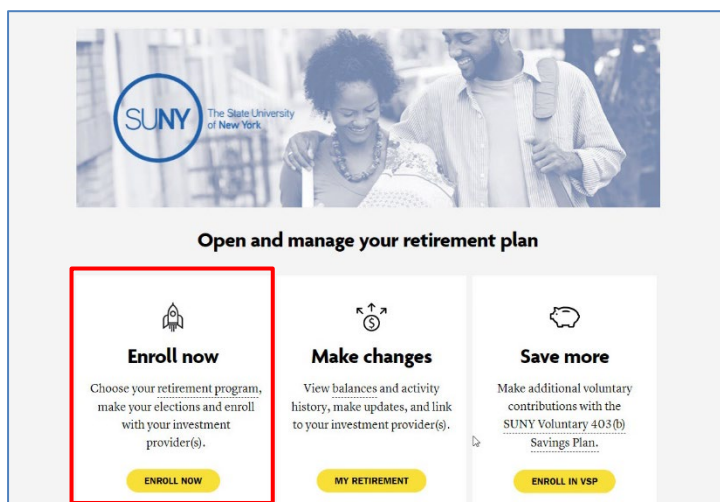 SUNY
The State University
of New York
Open and manage your retirement plan
Enroll now
Choose your retirement program,
make your elections and enroll
with your investment
provider(s).
ENROLL NOW
Make changes
View balances and activity
history, make updates, and link
to your investment provider(s).
MY RETIREMENT
Save more
Make additional voluntary
contributions with the
SUNY Voluntary 403(b)
Savings Plan.
ENROLL IN VSP